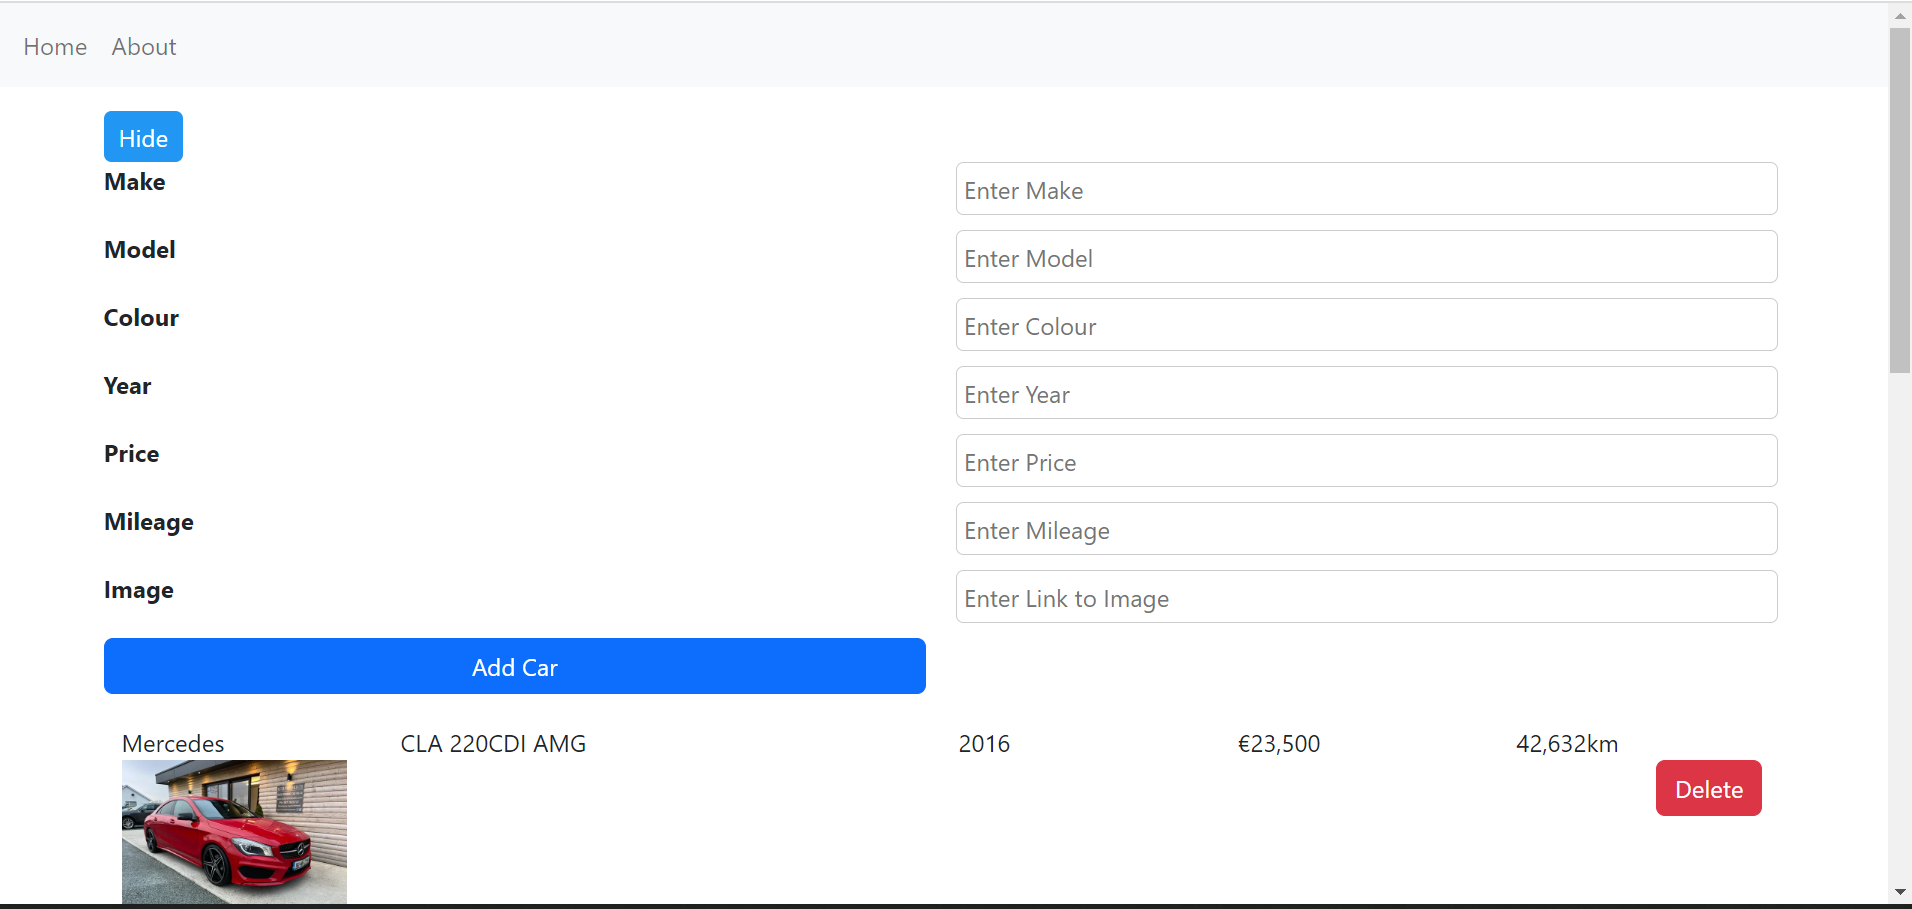 Home About
Hide
Make Enter Make
Model Enter Model
Colour Enter Colour
Year Enter Year
Price Enter Price
Mileage Enter Mileage
Image Enter Link to Image
Add Car
Mercedes CLA 220CDI AMG 2016 €23,500 42,632km
Delete